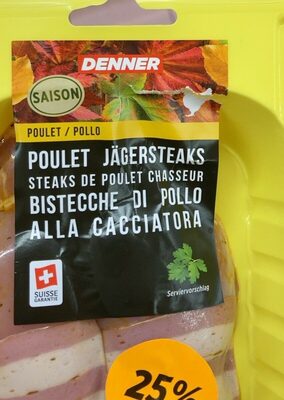 DENNER
SAISON
POULET / POLLO
POULET JÄGERSTEAKS
STEAKS DE POULET CHASSEUR
BISTECCHE DI POLLO
ALLA CACCIATORA
SUISSE
GARANTIE
Serviervorschlag
25%